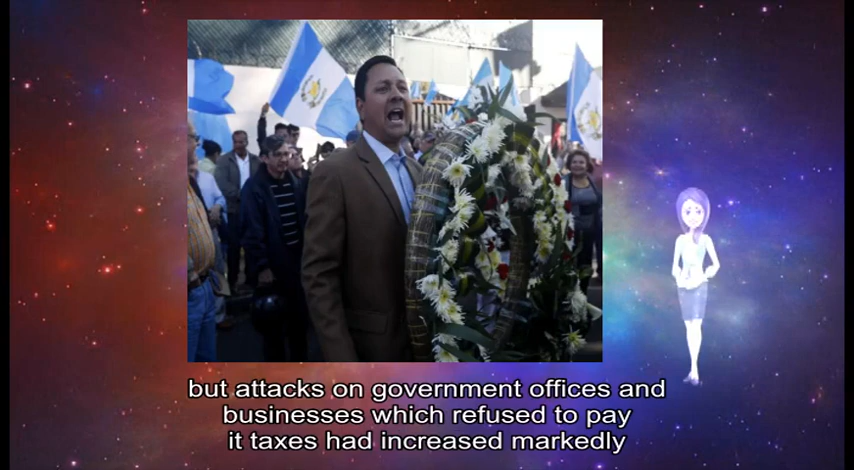 but attacks on government offices and
businesses which refused to pay
it taxes had increased markedly